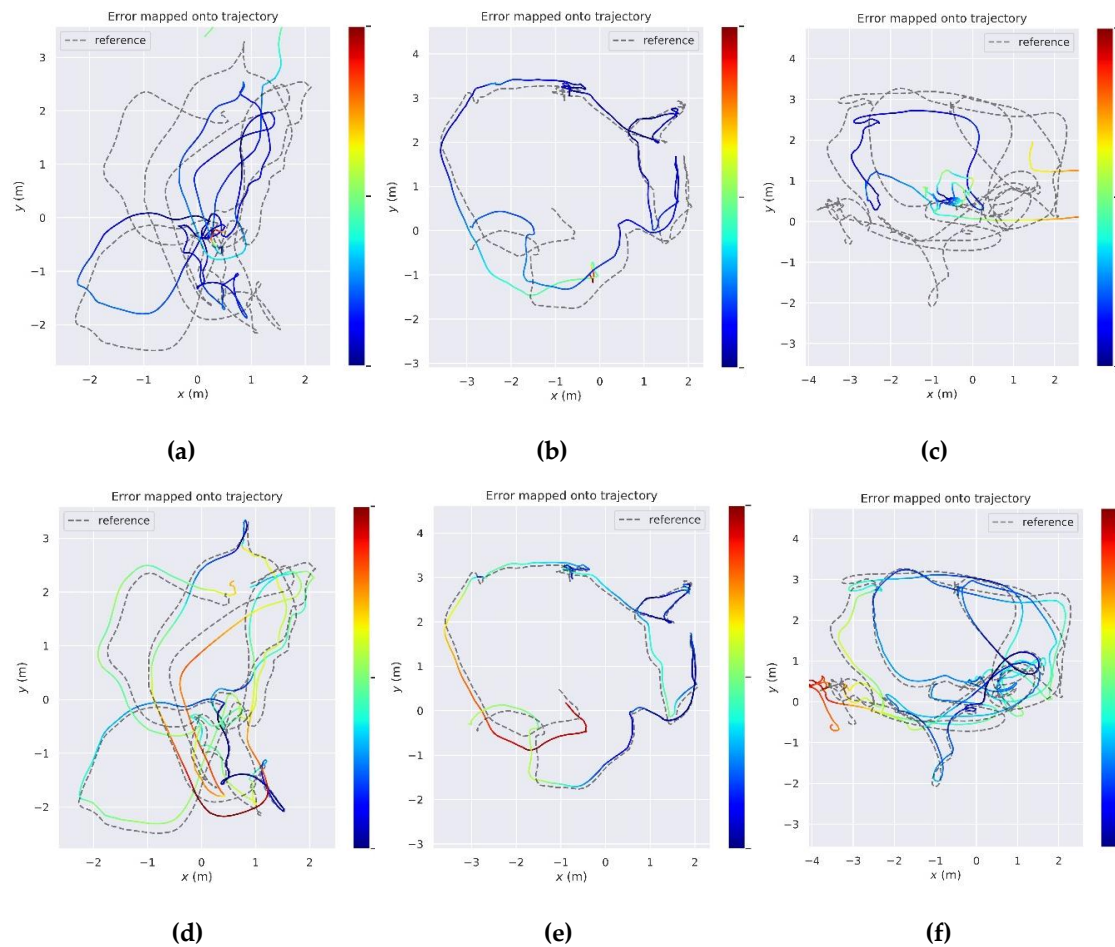 Error mapped onto trajectory
reference
y (m)
3
2
1
0
−1
−2
−2 −1 0 1 2
x (m)
(a)
Error mapped onto trajectory
reference
y (m)
4
3
2
1
0
−1
−2
−3
−3 −2 −1 0 1 2
x (m)
(b)
Error mapped onto trajectory
reference
y (m)
4
3
2
1
0
−1
−2
−3
−4 −3 −2 −1 0 1 2
x (m)
(c)
Error mapped onto trajectory
reference
y (m)
3
2
1
0
−1
−2
−2 −1 0 1 2
x (m)
(d)
Error mapped onto trajectory
reference
y (m)
4
3
2
1
0
−1
−2
−3
−3 −2 −1 0 1 2
x (m)
(e)
Error mapped onto trajectory
reference
y (m)
4
3
2
1
0
−1
−2
−3
−4 −3 −2 −1 0 1 2
x (m)
(f)